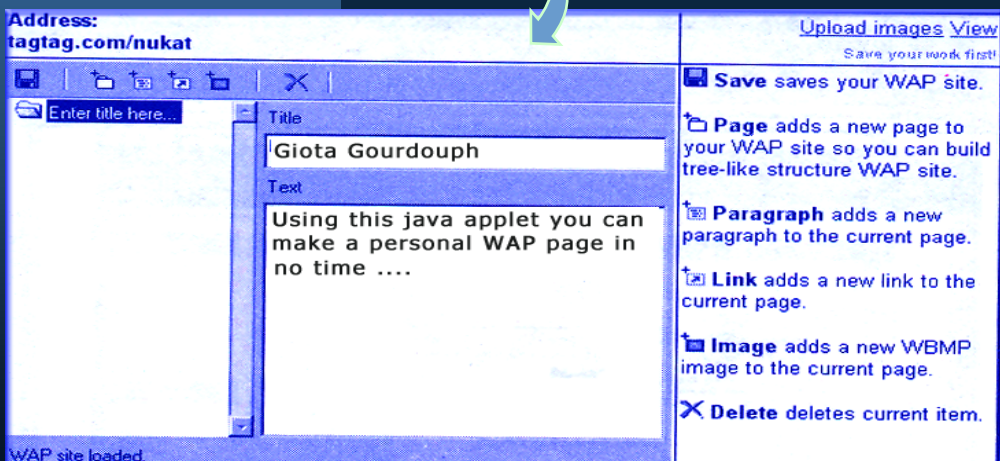 Address:
tagtag.com/nukat
Upload images View
Save your work first!
Enter title here...
Title
Giota Gourdouph
Text
Using this java applet you can
make a personal WAP page in
no time ....
Save saves your WAP site.
Page adds a new page to
your WAP site so you can build
tree-like structure WAP site.
Paragraph adds a new
paragraph to the current page.
Link adds a new link to the
current page.
Image adds a new WBMP
image to the current page.
Delete deletes current item.
WAP site loaded.